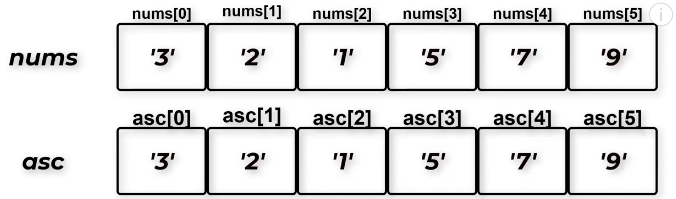 nums[0] nums[1] nums[2] nums[3] nums[4] nums[5]
nums '3' '2' '1' '5' '7' '9'
asc[0] asc[1] asc[2] asc[3] asc[4] asc[5]
asc '3' '2' '1' '5' '7' '9'